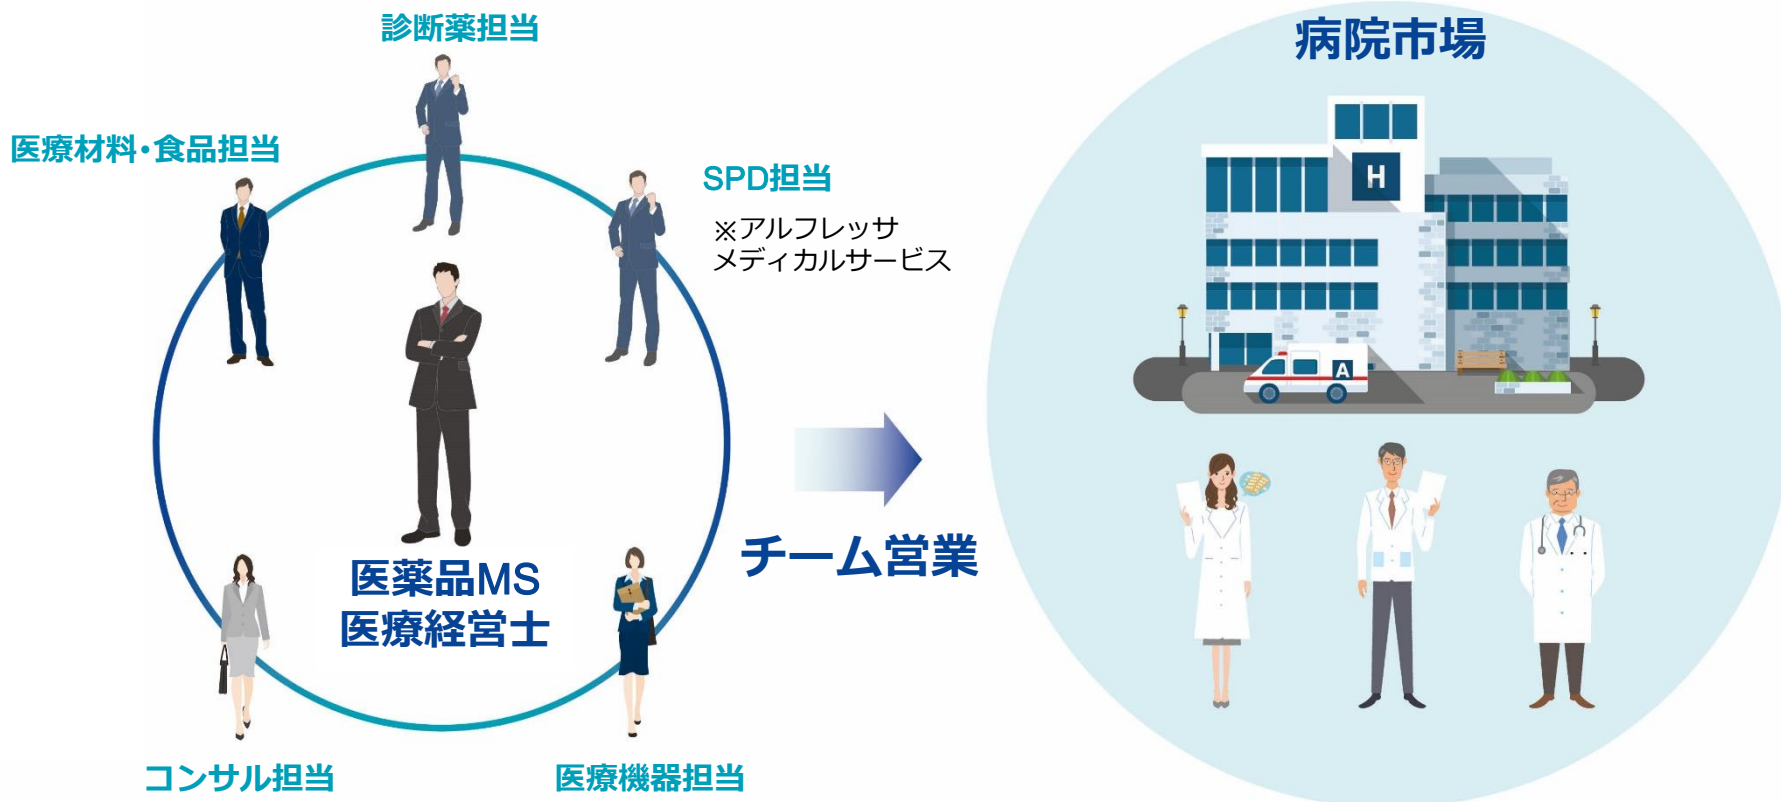 診断薬担当
医療材料・食品担当
SPD担当
※アルフレッサ
メディカルサービス
医薬品MS
医療経営士
コンサル担当
医療機器担当
チーム営業
病院市場
H
A